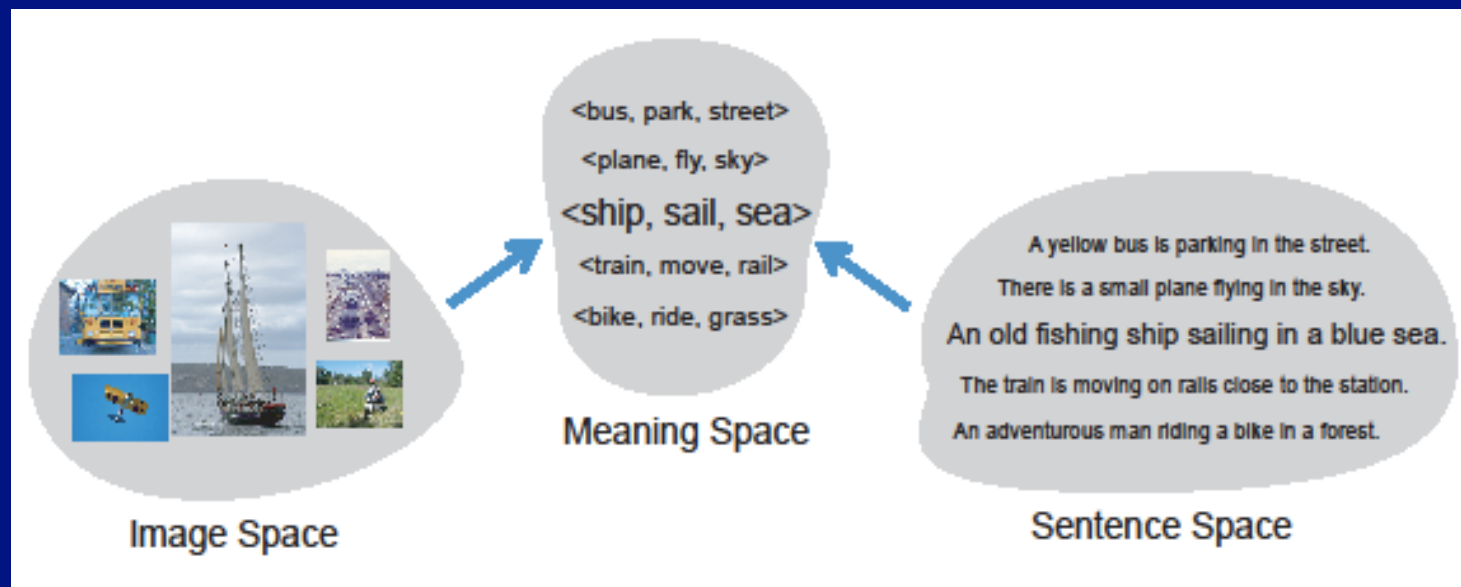 <bus, park, street>
<plane, fly, sky>
<ship, sail, sea>
<train, move, rail>
<bike, ride, grass>
Meaning Space
Image Space
A yellow bus is parking in the street.
There is a small plane flying in the sky.
An old fishing ship sailing in a blue sea.
The train is moving on rails close to the station.
An adventurous man riding a bike in a forest.
Sentence Space